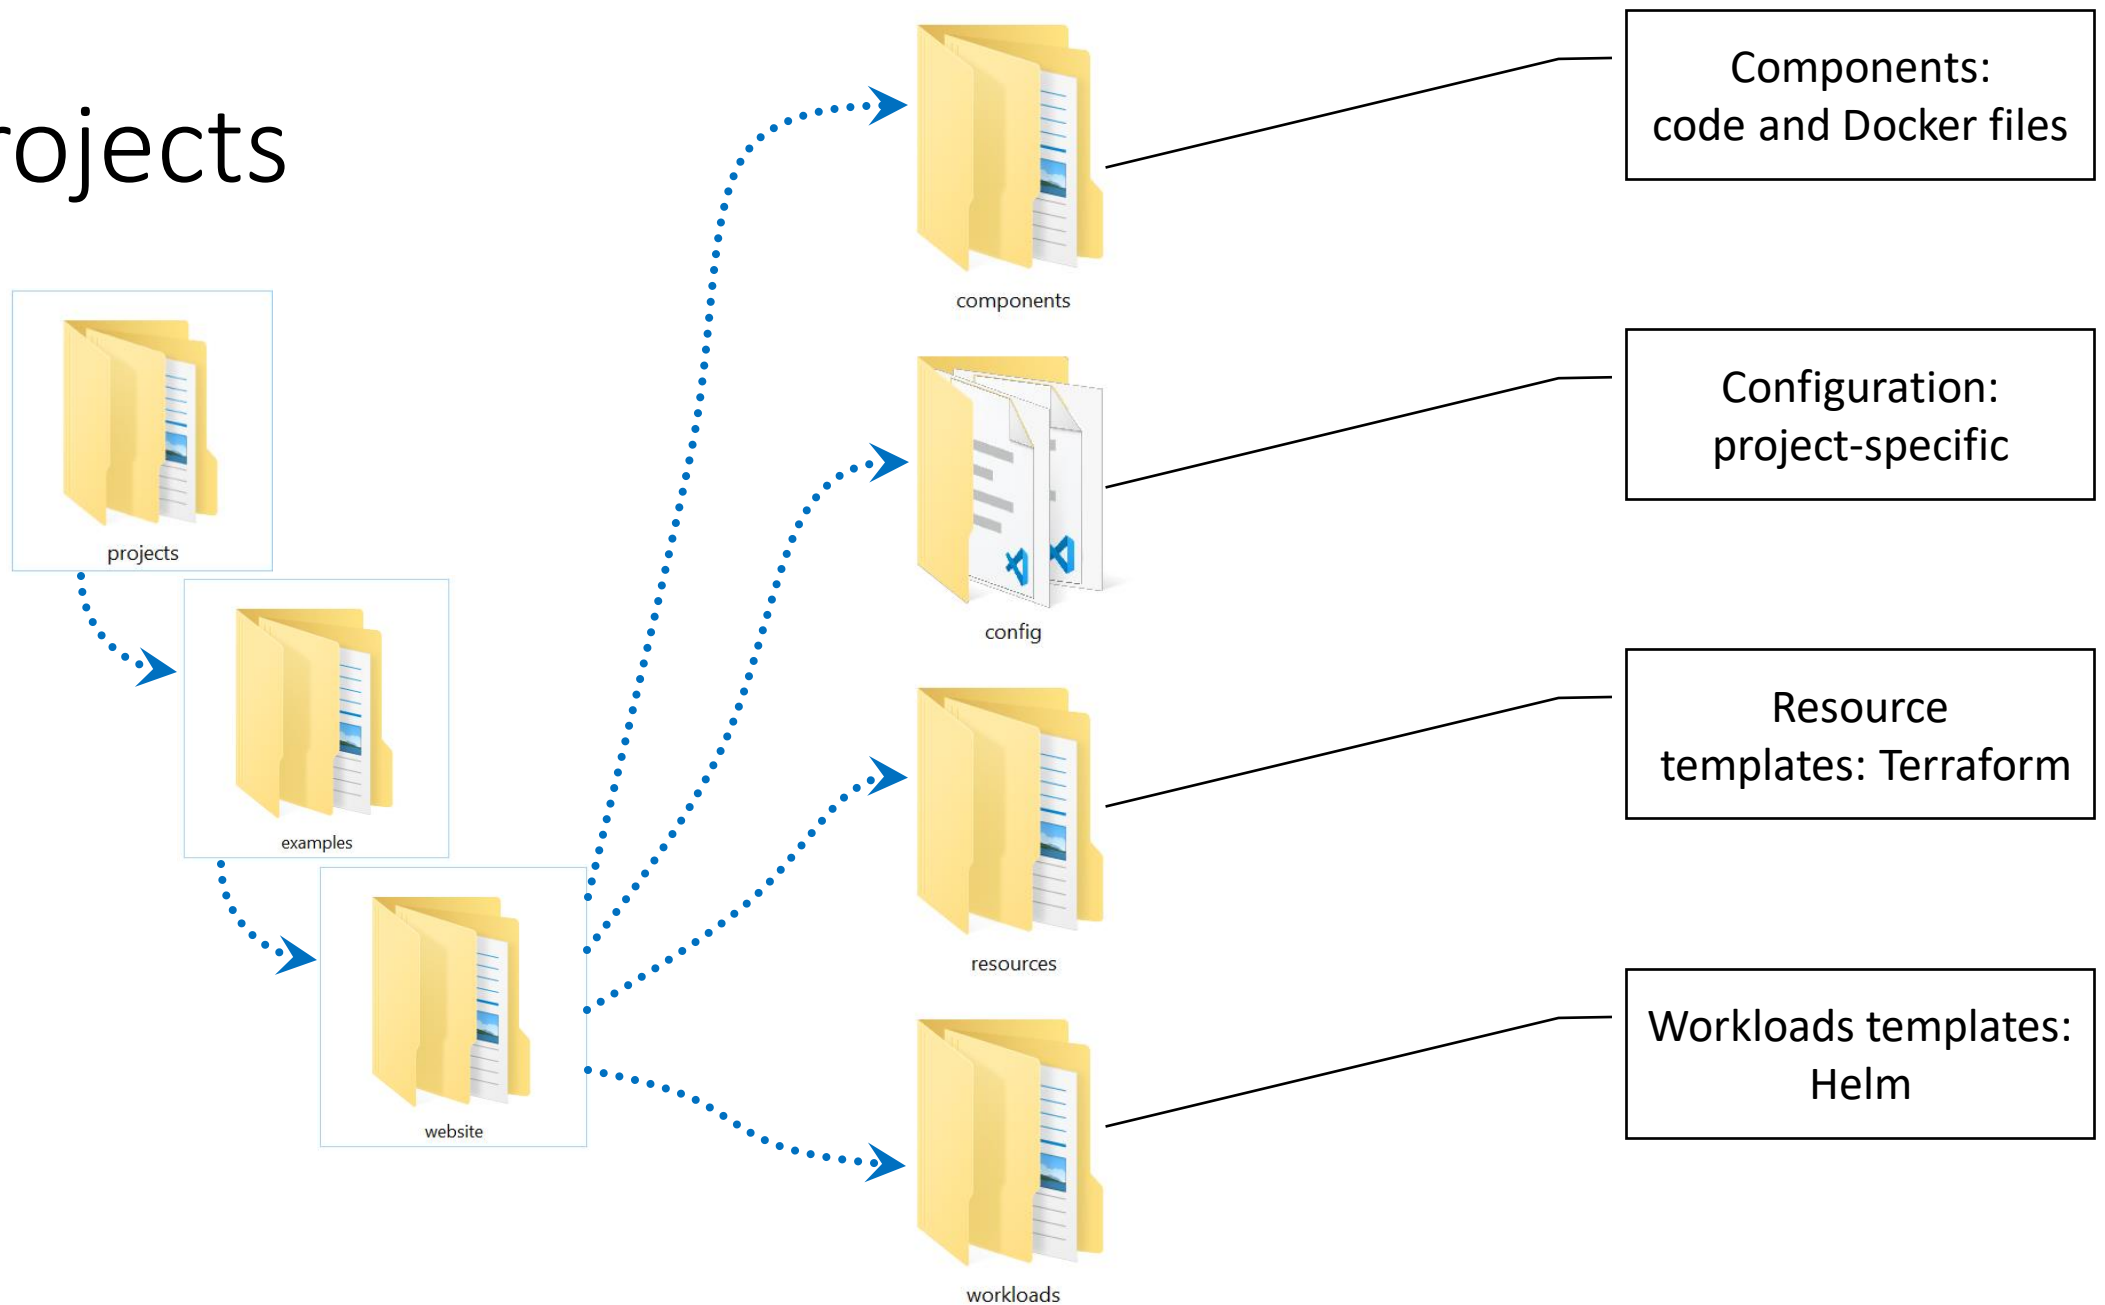 rojects
projects
examples
website
components
config
resources
workloads
Components:
code and Docker files
Configuration:
project-specific
Resource
templates: Terraform
Workloads templates:
Helm